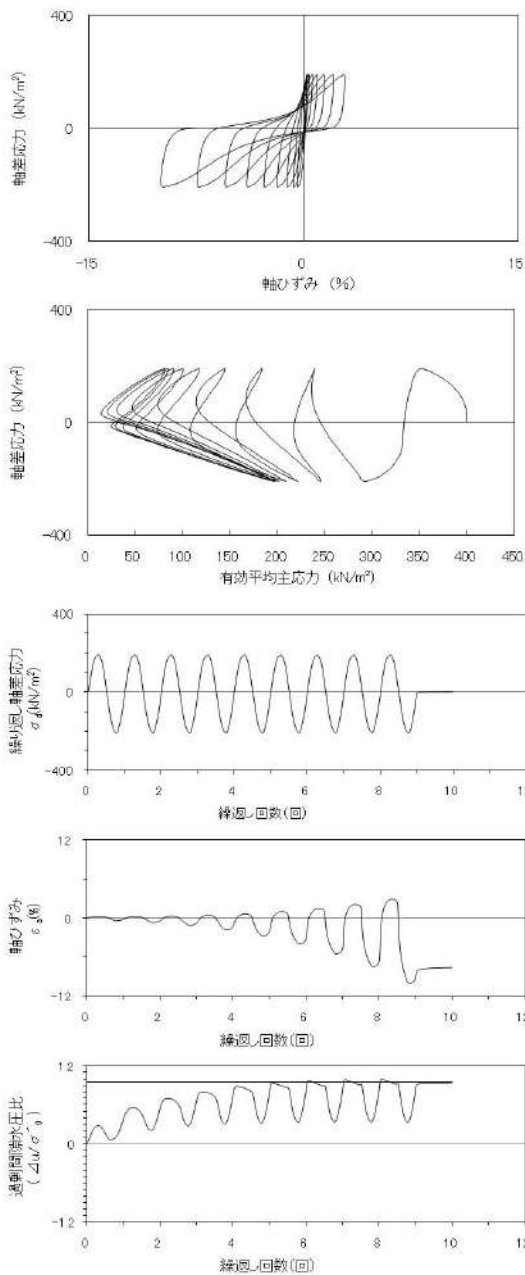 400
0
-400
軸差応力 (kN/m²)
-15 0 15
軸ひずみ (%)
400
0
-400
軸差応力 (kN/m²)
0 50 100 150 200 250 300 350 400 450
有効平均主応力 (kN/m²)
400
0
-400
繰り返し軸差応力
σd(kN/m²)
0 2 4 6 8 10 12
繰返し回数(回)
12
0
-12
軸ひずみ
εa(%)
0 2 4 6 8 10 12
繰返し回数(回)
1.2
0
-1.2
過剰間隙水圧比
(Δu/σ'0)
0 2 4 6 8 10 12
繰返し回数(回)